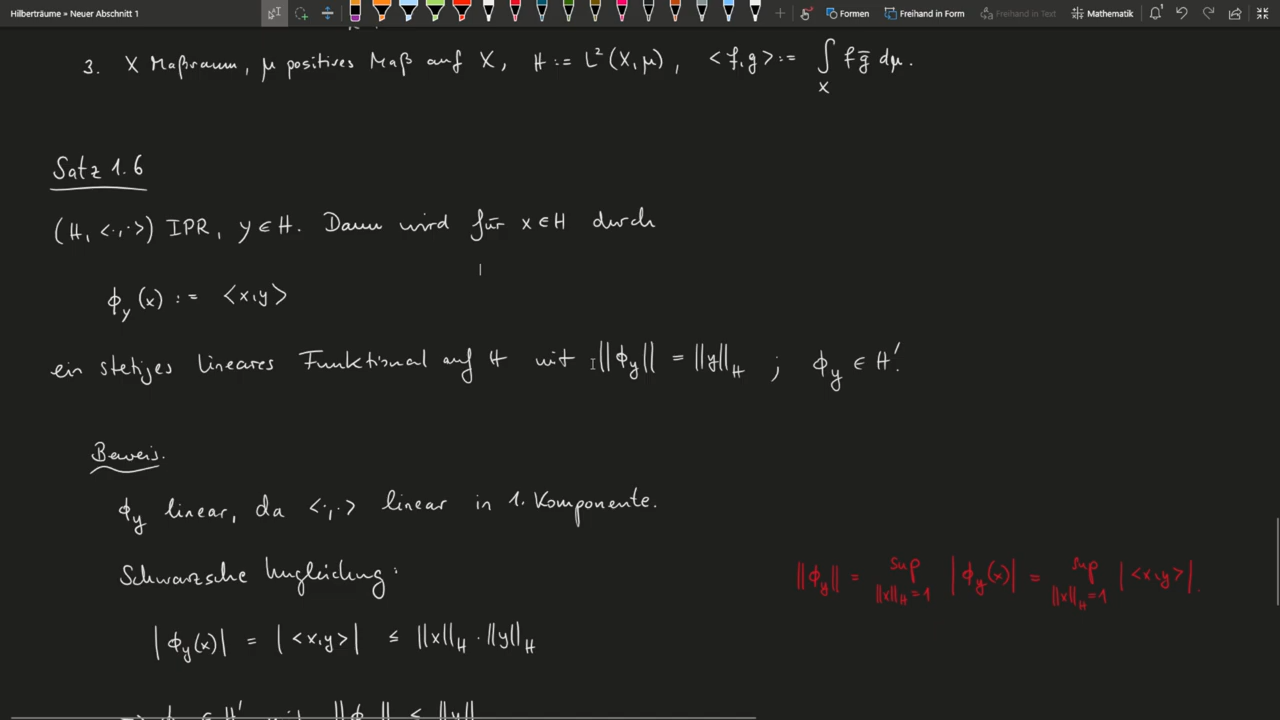 Hilberträume » Neuer Abschnitt 1
Formen Freihand in Form Freihand in Text Mathematik
3. X Maßraum, μ positives Maß auf X, H := L²(X,μ), <f,g> := ∫_X f ḡ dμ.
Satz 1.6
(H, <·,·>) IPR, y ∈ H. Dann wird für x ∈ H durch
ϕ_y(x) := <x,y>
ein stetiges lineares Funktional auf H mit ||ϕ_y|| = ||y||_H ; ϕ_y ∈ H'.
Beweis.
ϕ_y linear, da <·,·> linear in 1. Komponente.
Schwarzsche Ungleichung:
||ϕ_y|| = sup_{||x||_H=1} |ϕ_y(x)| = sup_{||x||_H=1} |<x,y>|.
|ϕ_y(x)| = |<x,y>| ≤ ||x||_H · ||y||_H